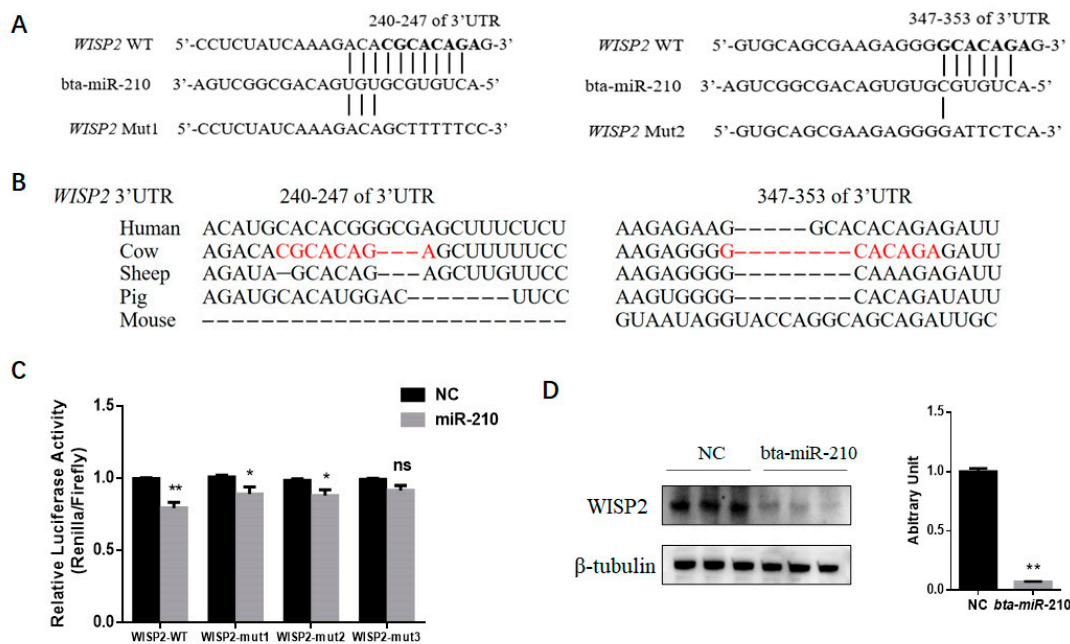 A
240-247 of 3'UTR
WISP2 WT 5'-CCUCUAUCAAAGACACGCACAGAG-3'
bta-miR-210 3'-AGUCGGCGACAGUGUGCGUGUCA-5'
WISP2 Mut1 5'-CCUCUAUCAAAGACAGCTTTTTCC-3'
347-353 of 3'UTR
WISP2 WT 5'-GUGCAGCGAAGAGGGGCACAGAG-3'
bta-miR-210 3'-AGUCGGCGACAGUGUGCGUGUCA-5'
WISP2 Mut2 5'-GUGCAGCGAAGAGGGGATTCTCA-3'
B
WISP2 3'UTR 240-247 of 3'UTR 347-353 of 3'UTR
Human ACAUGCACACGGGCGAGCUUUCUCU AAGAGAAG------GCACACAGAGAUU
Cow AGACACGCACAG---AGCUUUUUCC AAGAGGGG--------CACAGAGAUU
Sheep AGAUA-GCACAG---AGCUUGUUCC AAGAGGGG--------CAAAGAGAUU
Pig AGAUGCACAUGGAC-------UUCC AAGUGGGG--------CACAGAUAUU
Mouse ------------------------- GUAAUAGGUACCAGGCAGCAGAUUGC
C
Relative Luciferase Activity
(Renilla/Firefly)
1.5
1.0
0.5
0.0
NC
miR-210
**
*
*
ns
WISP2-WT WISP2-mut1 WISP2-mut2 WISP2-mut3
D
NC bta-miR-210
WISP2
β-tubulin
Abitrary Unit
1.5
1.0
0.5
0.0
**
NC bta-miR-210